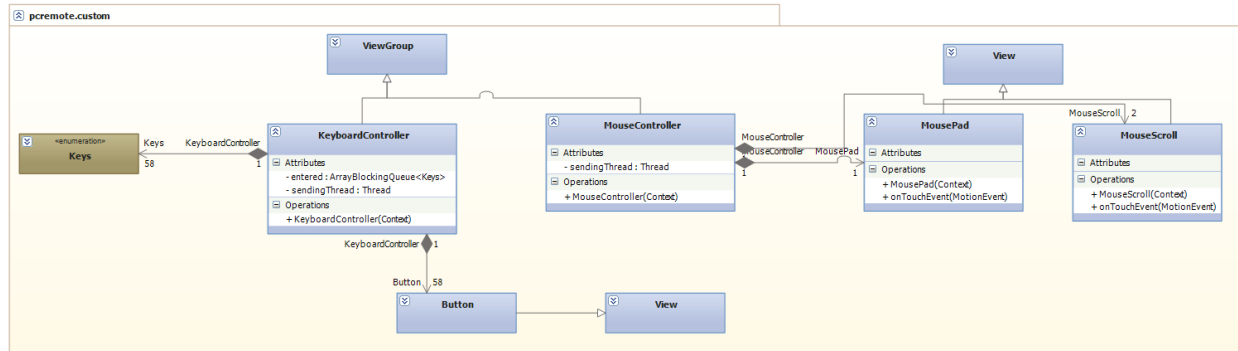 pcremote.custom
ViewGroup
View
«enumeration»
Keys
Keys
58
KeyboardController
1
KeyboardController
Attributes
- entered : ArrayBlockingQueue<Keys>
- sendingThread : Thread
Operations
+ KeyboardController(Context)
MouseController
Attributes
- sendingThread : Thread
Operations
+ MouseController(Context)
MouseController
MouseController
1
MousePad
1
MousePad
Attributes
Operations
+ MousePad(Context)
+ onTouchEvent(MotionEvent)
MouseScroll
2
MouseScroll
Attributes
Operations
+ MouseScroll(Context)
+ onTouchEvent(MotionEvent)
KeyboardController
1
Button
58
Button
View